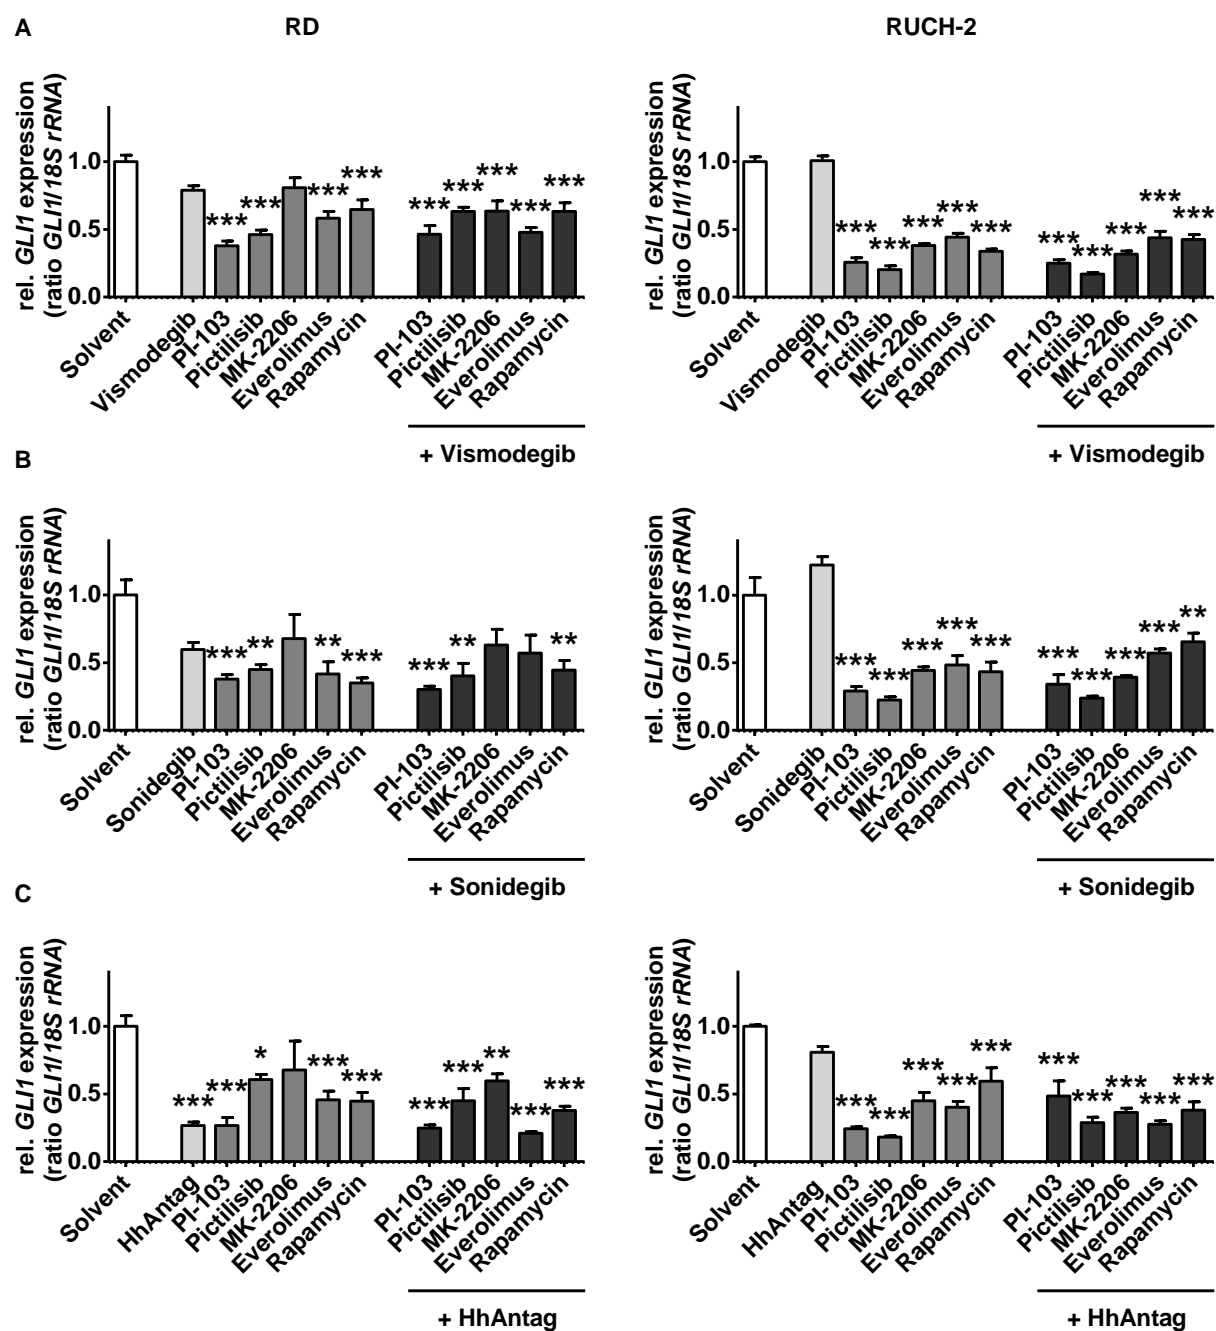 A
RD
RUCH-2
rel. GLI1 expression
(ratio GLI1/18S rRNA)
1.0
0.5
0.0
***
***
***
***
***
***
***
***
***
Solvent
Vismodegib
PI-103
Pictilisib
MK-2206
Everolimus
Rapamycin
PI-103
Pictilisib
MK-2206
Everolimus
Rapamycin
+ Vismodegib
rel. GLI1 expression
(ratio GLI1/18S rRNA)
1.0
0.5
0.0
***
***
***
***
***
***
***
***
***
***
Solvent
Vismodegib
PI-103
Pictilisib
MK-2206
Everolimus
Rapamycin
PI-103
Pictilisib
MK-2206
Everolimus
Rapamycin
+ Vismodegib
B
rel. GLI1 expression
(ratio GLI1/18S rRNA)
1.0
0.5
0.0
***
**
**
***
***
**
**
Solvent
Sonidegib
PI-103
Pictilisib
MK-2206
Everolimus
Rapamycin
PI-103
Pictilisib
MK-2206
Everolimus
Rapamycin
+ Sonidegib
rel. GLI1 expression
(ratio GLI1/18S rRNA)
1.0
0.5
0.0
***
***
***
***
***
***
***
***
***
**
Solvent
Sonidegib
PI-103
Pictilisib
MK-2206
Everolimus
Rapamycin
PI-103
Pictilisib
MK-2206
Everolimus
Rapamycin
+ Sonidegib
C
rel. GLI1 expression
(ratio GLI1/18S rRNA)
1.0
0.5
0.0
***
***
*
***
***
***
***
**
***
***
Solvent
HhAntag
PI-103
Pictilisib
MK-2206
Everolimus
Rapamycin
PI-103
Pictilisib
MK-2206
Everolimus
Rapamycin
+ HhAntag
rel. GLI1 expression
(ratio GLI1/18S rRNA)
1.0
0.5
0.0
***
***
***
***
***
***
***
***
***
***
Solvent
HhAntag
PI-103
Pictilisib
MK-2206
Everolimus
Rapamycin
PI-103
Pictilisib
MK-2206
Everolimus
Rapamycin
+ HhAntag